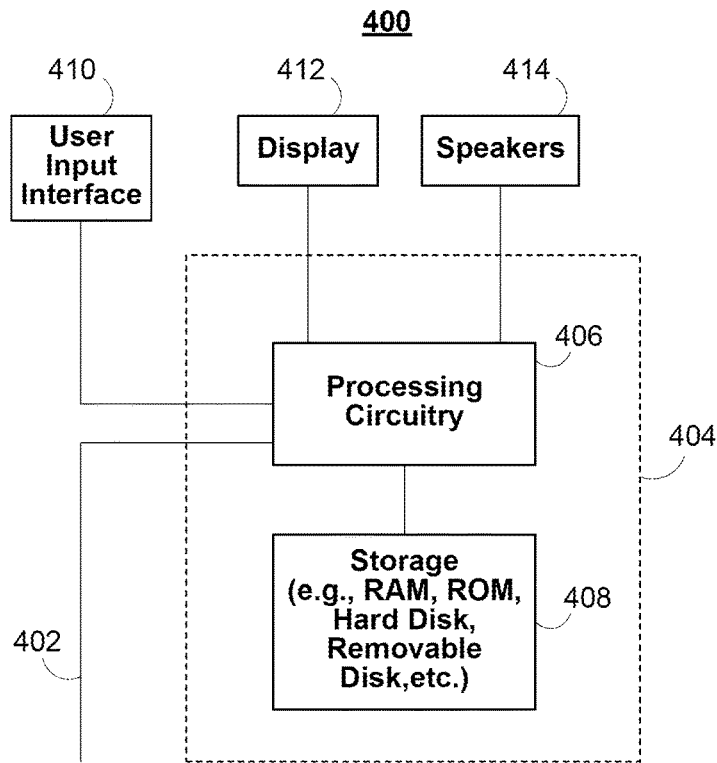 400
410
412
414
User
Input
Interface
Display
Speakers
406
Processing
Circuitry
404
Storage
(e.g., RAM, ROM,
Hard Disk,
Removable
Disk,etc.)
408
402